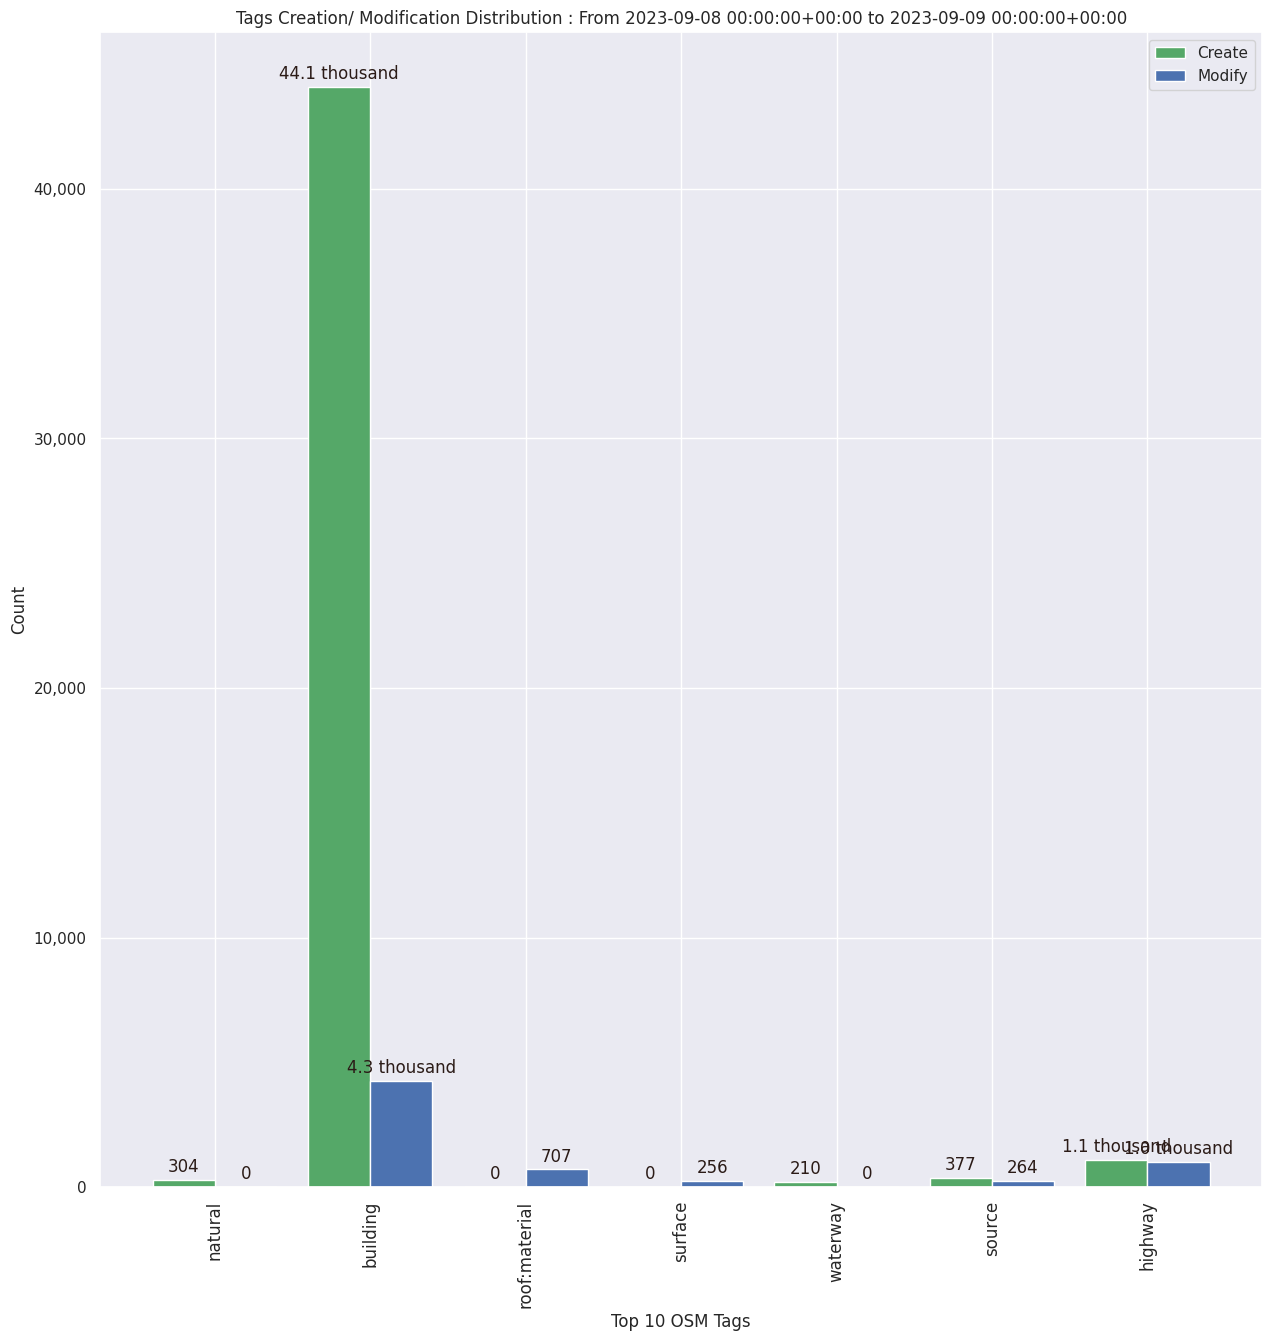 Tags Creation/ Modification Distribution : From 2023-09-08 00:00:00+00:00 to 2023-09-09 00:00:00+00:00
Create
Modify
44.1 thousand
40,000
30,000
Count
20,000
10,000
4.3 thousand
1.1 thousand
1.0 thousand
707
304
0
0
0
256
210
0
377
264
0
natural
building
roof:material
surface
waterway
source
highway
Top 10 OSM Tags